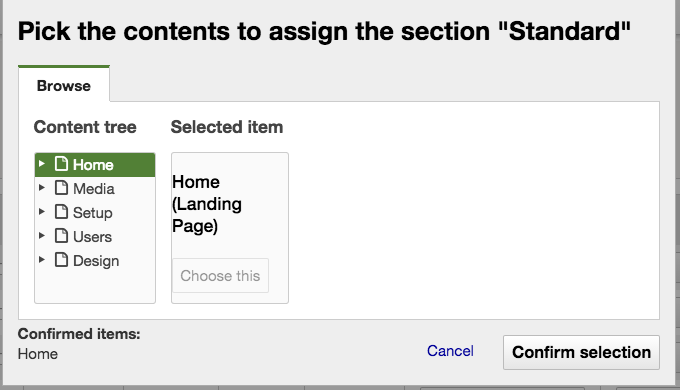 Pick the contents to assign the section "Standard"
Browse
Content tree
Selected item
Home
Media
Setup
Users
Design
Home
(Landing
Page)
Choose this
Confirmed items:
Home
Cancel
Confirm selection